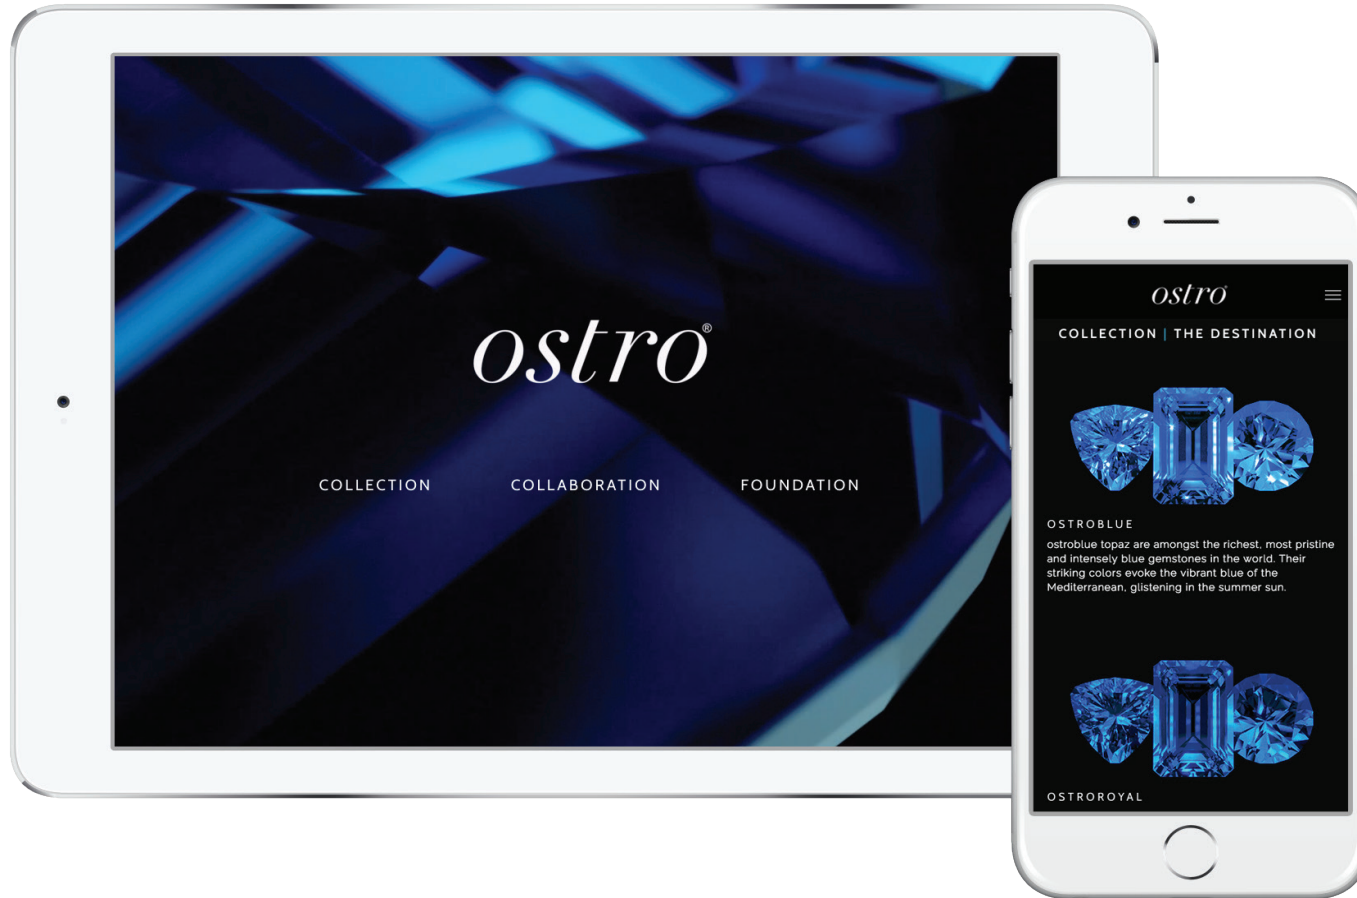 ostro®
COLLECTION COLLABORATION FOUNDATION
ostro
COLLECTION | THE DESTINATION
OSTROBLUE
ostroblue topaz are amongst the richest, most pristine
and intensely blue gemstones in the world. Their
striking colors evoke the vibrant blue of the
Mediterranean, glistening in the summer sun.
OSTROROYAL